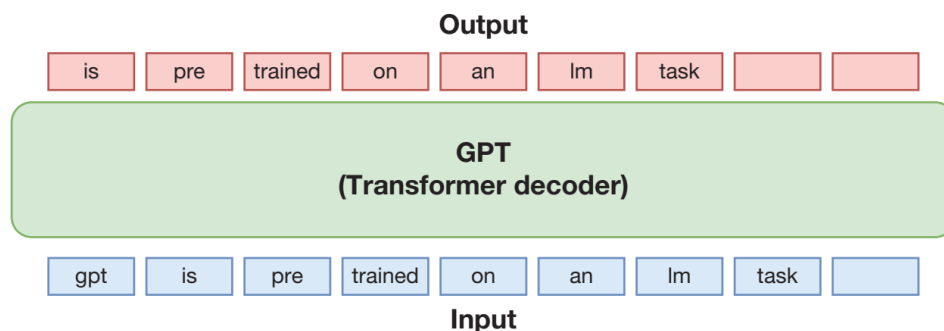 Output
is pre trained on an lm task
GPT
(Transformer decoder)
gpt is pre trained on an lm task
Input